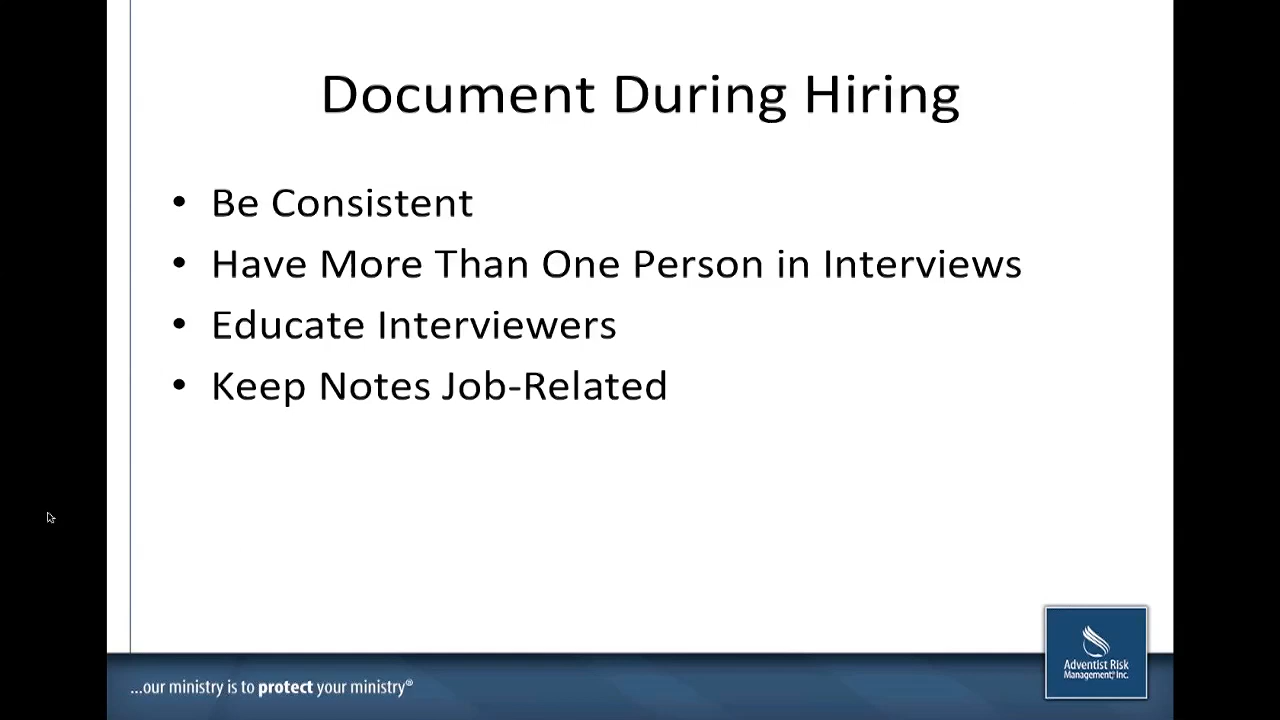 Document During Hiring
• Be Consistent
• Have More Than One Person in Interviews
• Educate Interviewers
• Keep Notes Job-Related
...our ministry is to protect your ministry®
Adventist Risk
Management, Inc.